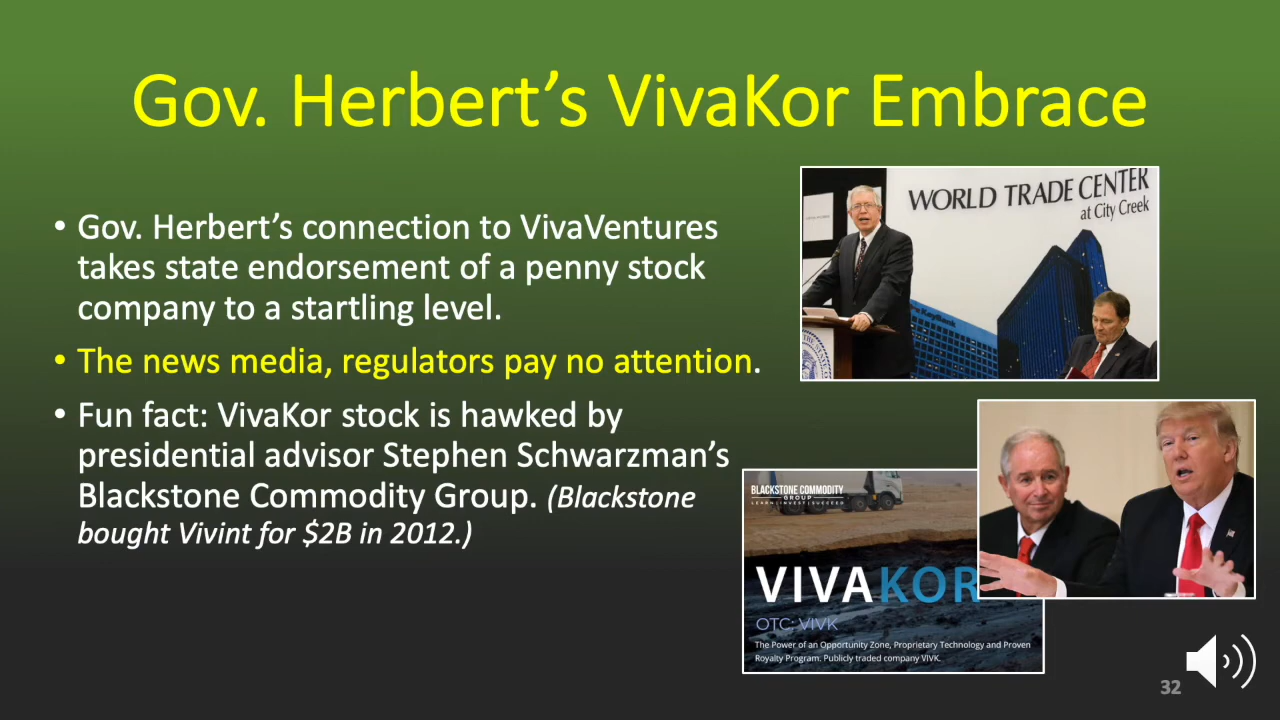 Gov. Herbert’s VivaKor Embrace
• Gov. Herbert’s connection to VivaVentures
takes state endorsement of a penny stock
company to a startling level.
• The news media, regulators pay no attention.
• Fun fact: VivaKor stock is hawked by
presidential advisor Stephen Schwarzman’s
Blackstone Commodity Group. (Blackstone
bought Vivint for $2B in 2012.)
WORLD TRADE CENTER
at City Creek
KeyBank
BLACKSTONE COMMODITY
GROUP
LEARN|INVEST|SUCCEED
VIVAKOR
OTC: VIVK
The Power of an Opportunity Zone, Proprietary Technology and Proven
Royalty Program. Publicly traded company VIVK.
32